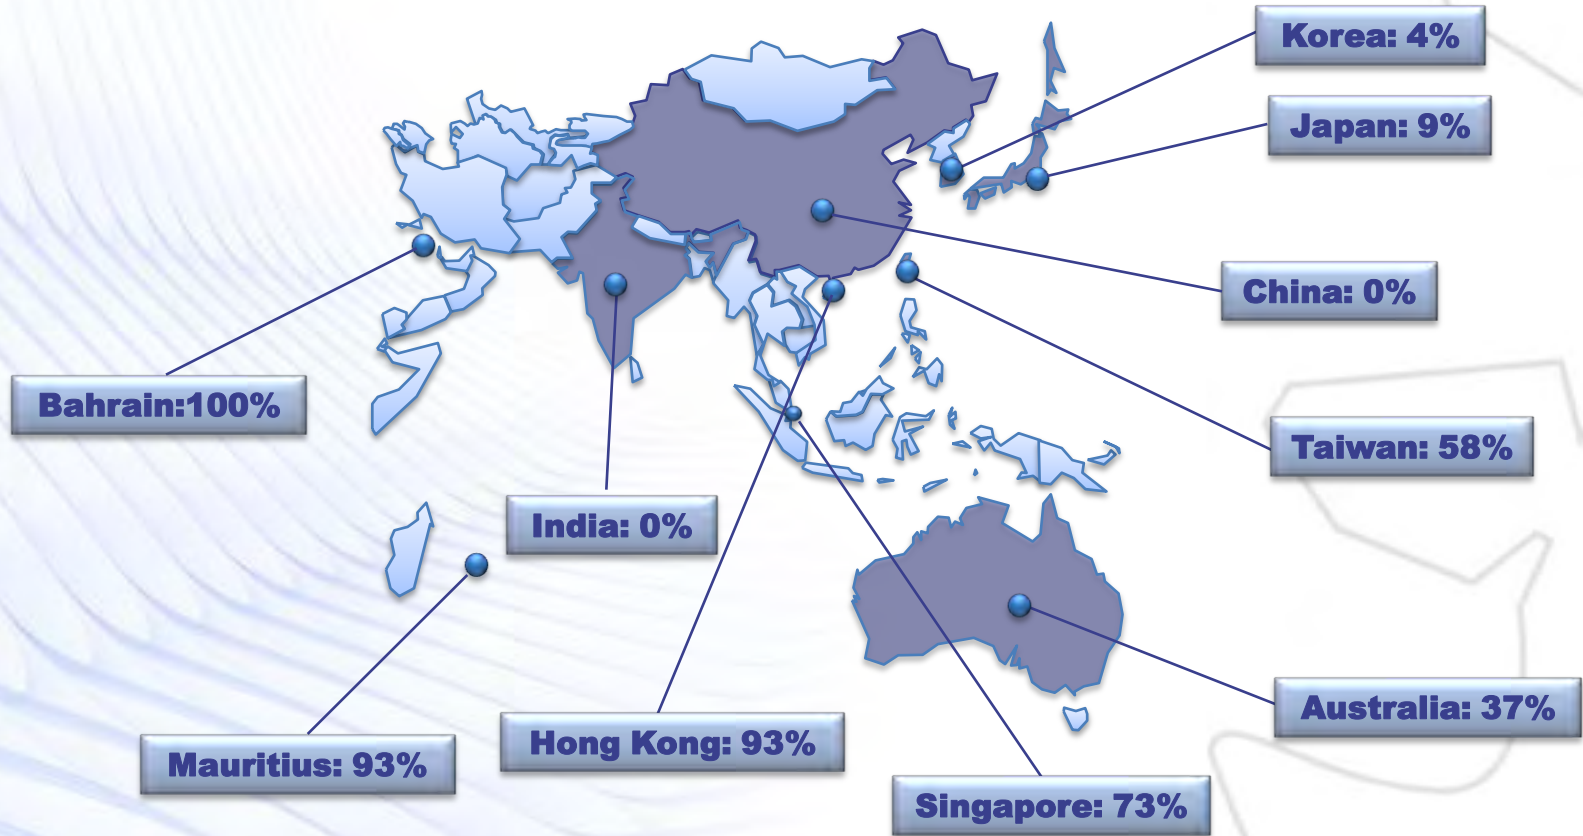 Korea: 4%
Japan: 9%
China: 0%
Bahrain:100%
Taiwan: 58%
India: 0%
Australia: 37%
Hong Kong: 93%
Mauritius: 93%
Singapore: 73%